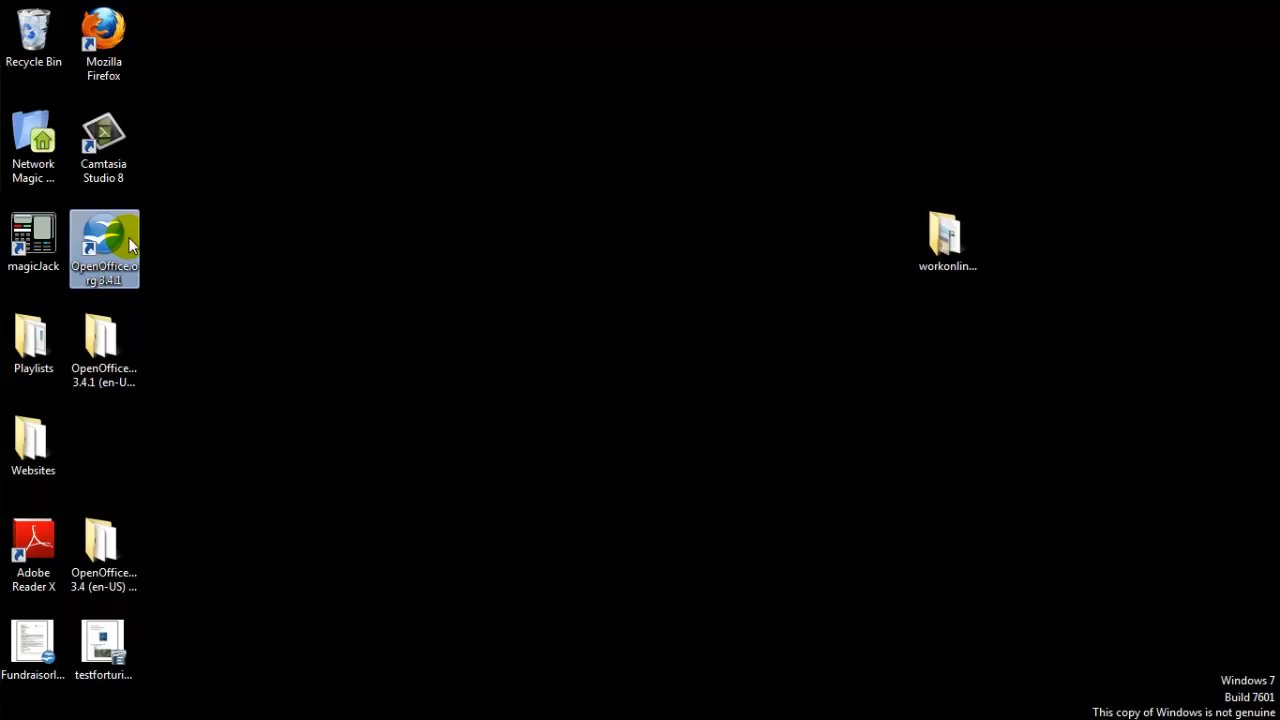 Recycle Bin
Mozilla
Firefox
Network
Magic ...
Camtasia
Studio 8
magicJack
OpenOffice.o
rg 3.4.1
workonlin...
Playlists
OpenOffice...
3.4.1 (en-U...
Websites
Adobe
Reader X
OpenOffice...
3.4 (en-US) ...
Fundraisorl...
testforturi...
Windows 7
Build 7601
This copy of Windows is not genuine